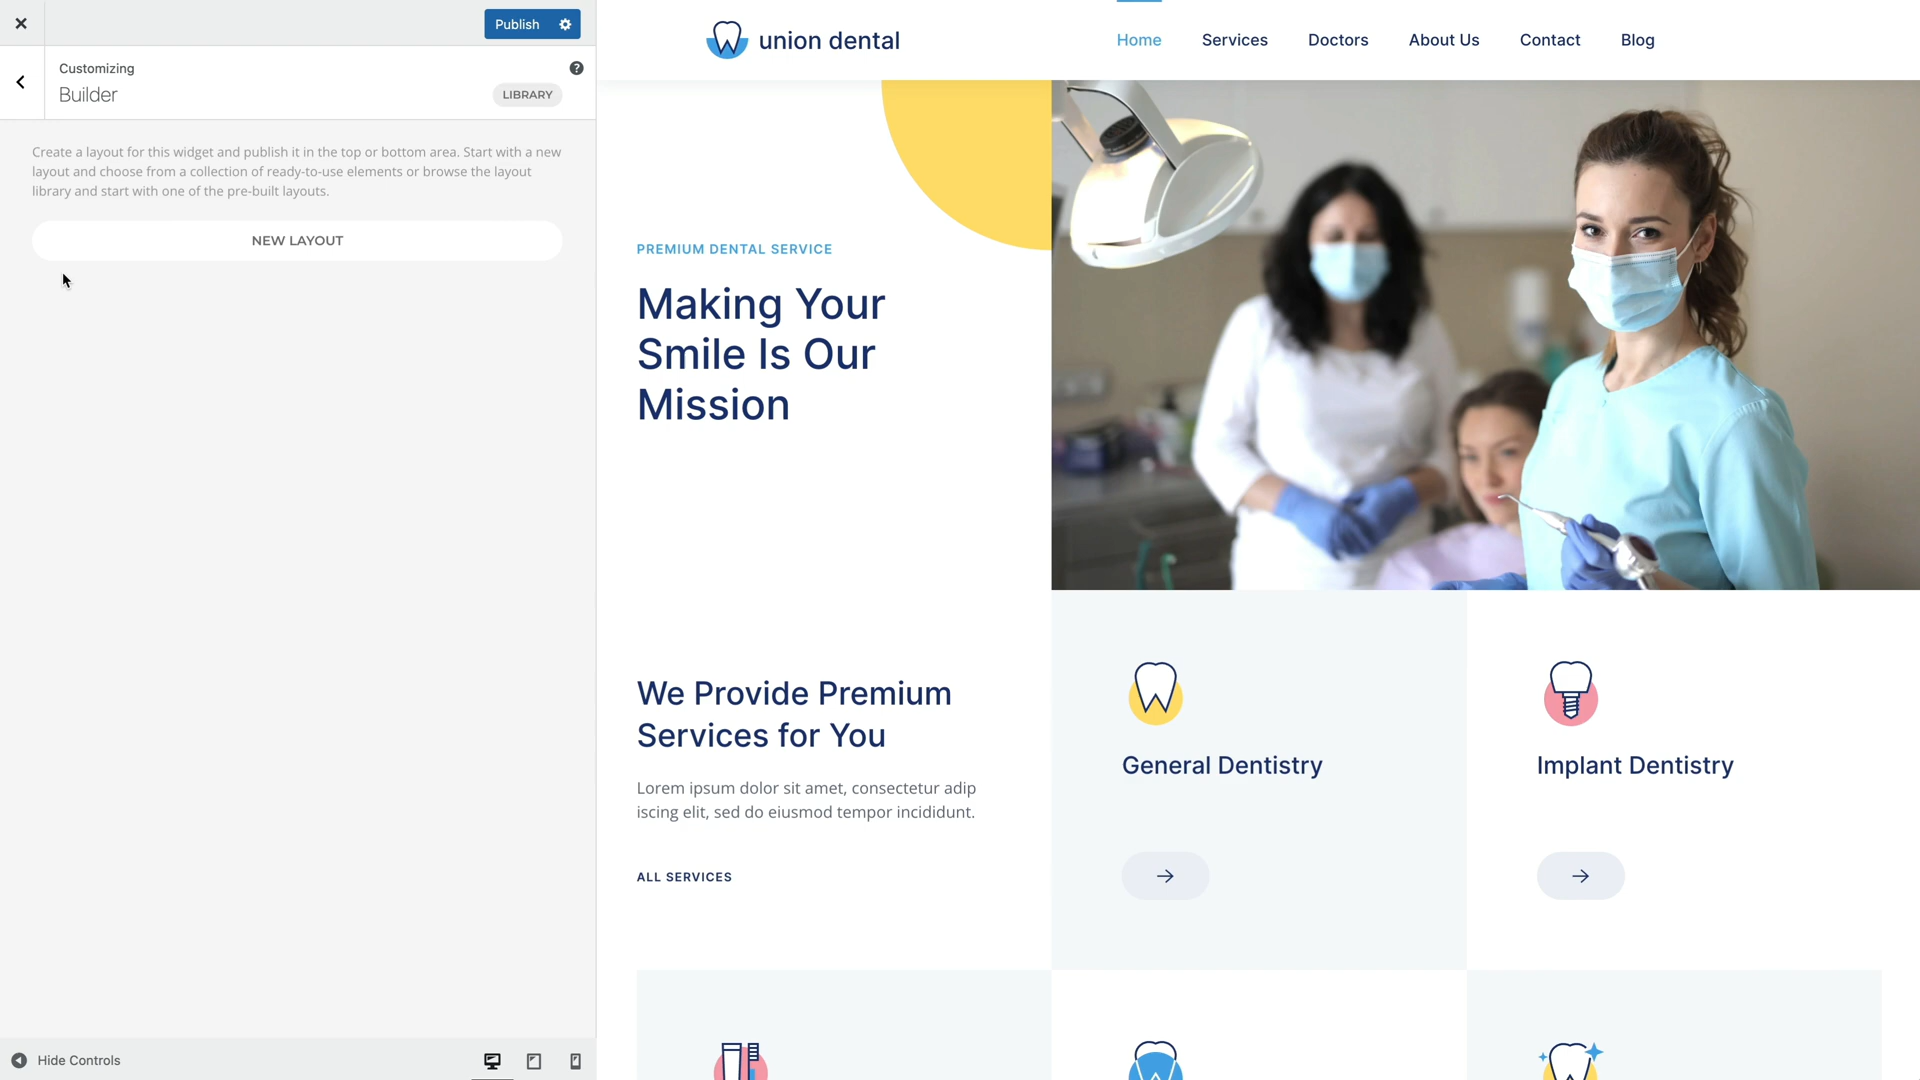 Publish
Customizing
Builder
LIBRARY
Create a layout for this widget and publish it in the top or bottom area. Start with a new
layout and choose from a collection of ready-to-use elements or browse the layout
library and start with one of the pre-built layouts.
NEW LAYOUT
Hide Controls
union dental
Home Services Doctors About Us Contact Blog
PREMIUM DENTAL SERVICE
Making Your
Smile Is Our
Mission
We Provide Premium
Services for You
Lorem ipsum dolor sit amet, consectetur adip
iscing elit, sed do eiusmod tempor incididunt.
ALL SERVICES
General Dentistry
Implant Dentistry